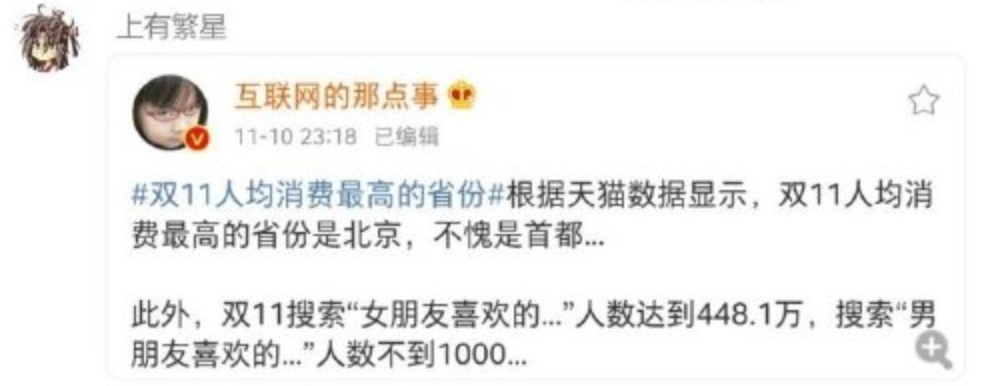 上有繁星
互联网的那点事
11-10 23:18 已编辑
#双11人均消费最高的省份#根据天猫数据显示，双11人均消
费最高的省份是北京，不愧是首都...
此外，双11搜索“女朋友喜欢的...”人数达到448.1万，搜索“男
朋友喜欢的...”人数不到1000...